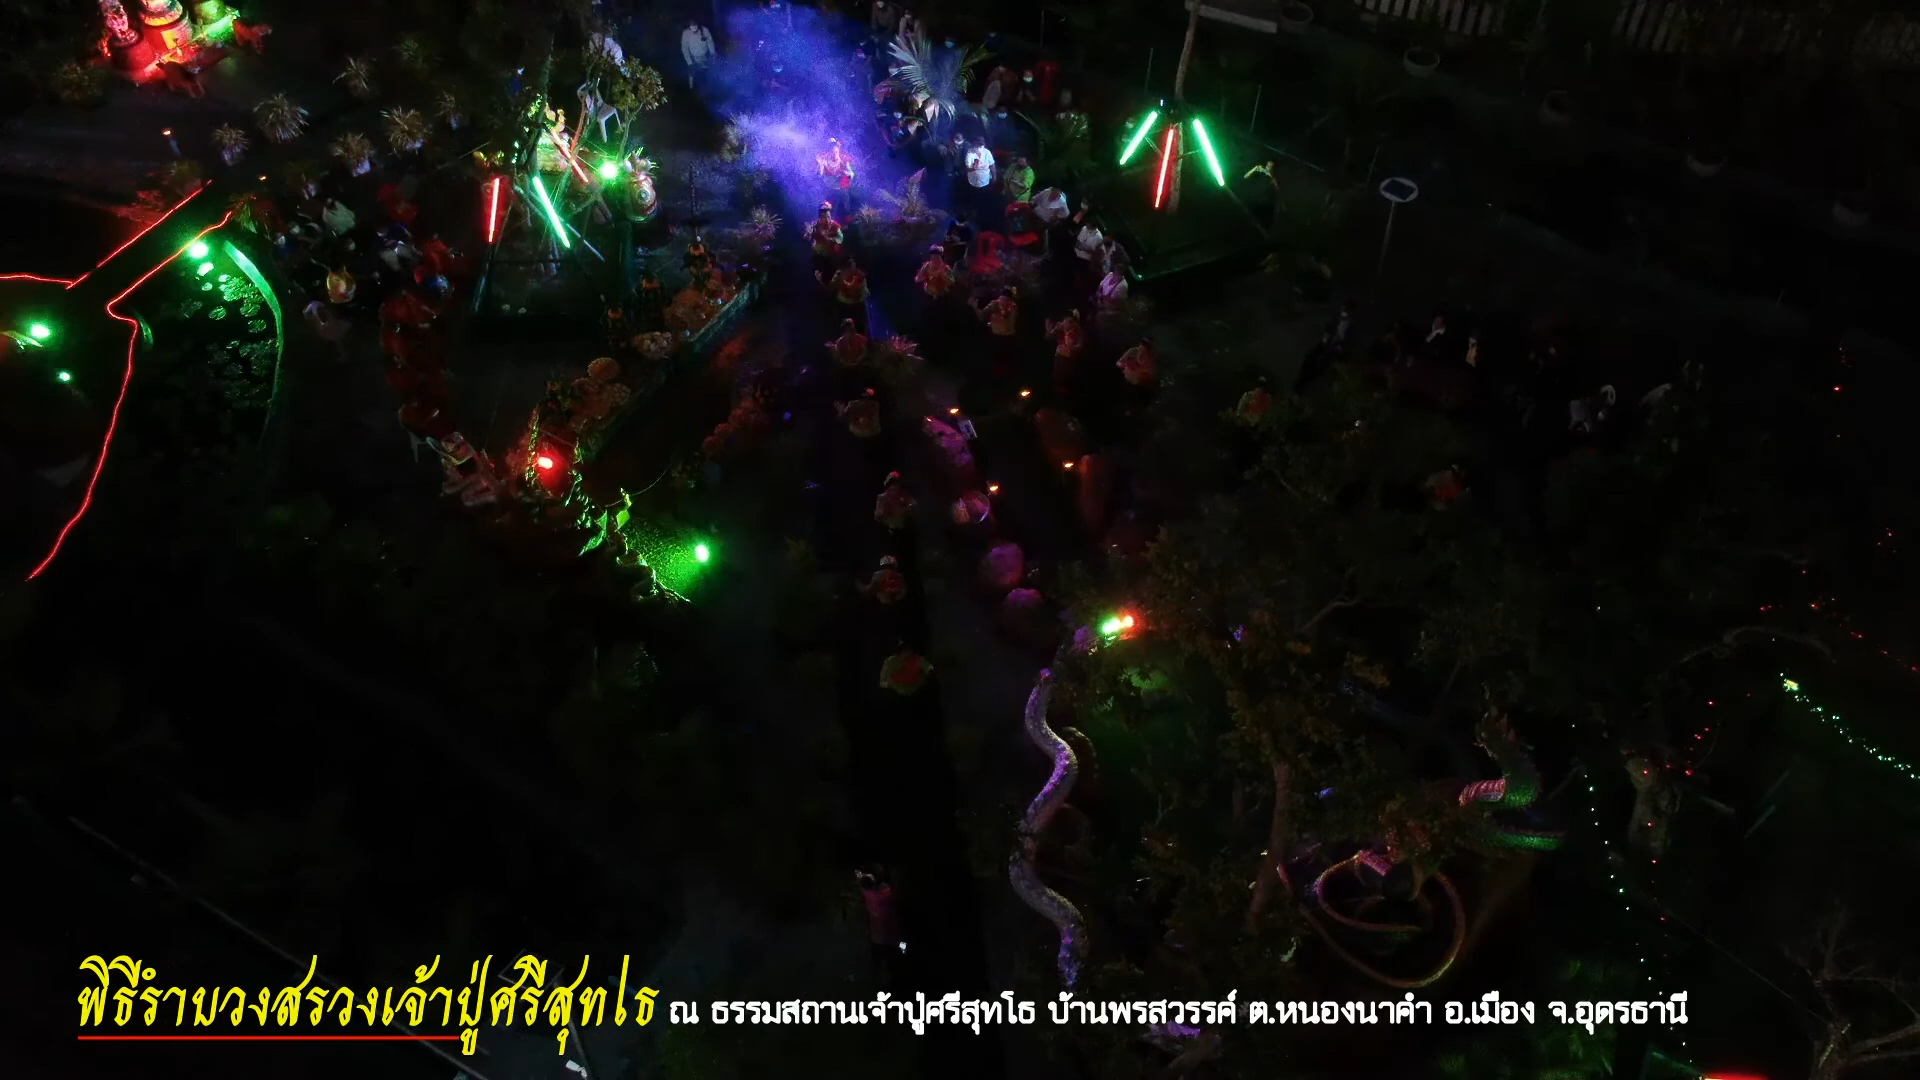 พิธีรำบวงสรวงเจ้าปู่ศรีสุทโธ ณ ธรรมสถานเจ้าปู่ศรีสุทโธ บ้านพรสวรรค์ ต.หนองนาคำ อ.เมือง จ.อุดรธานี